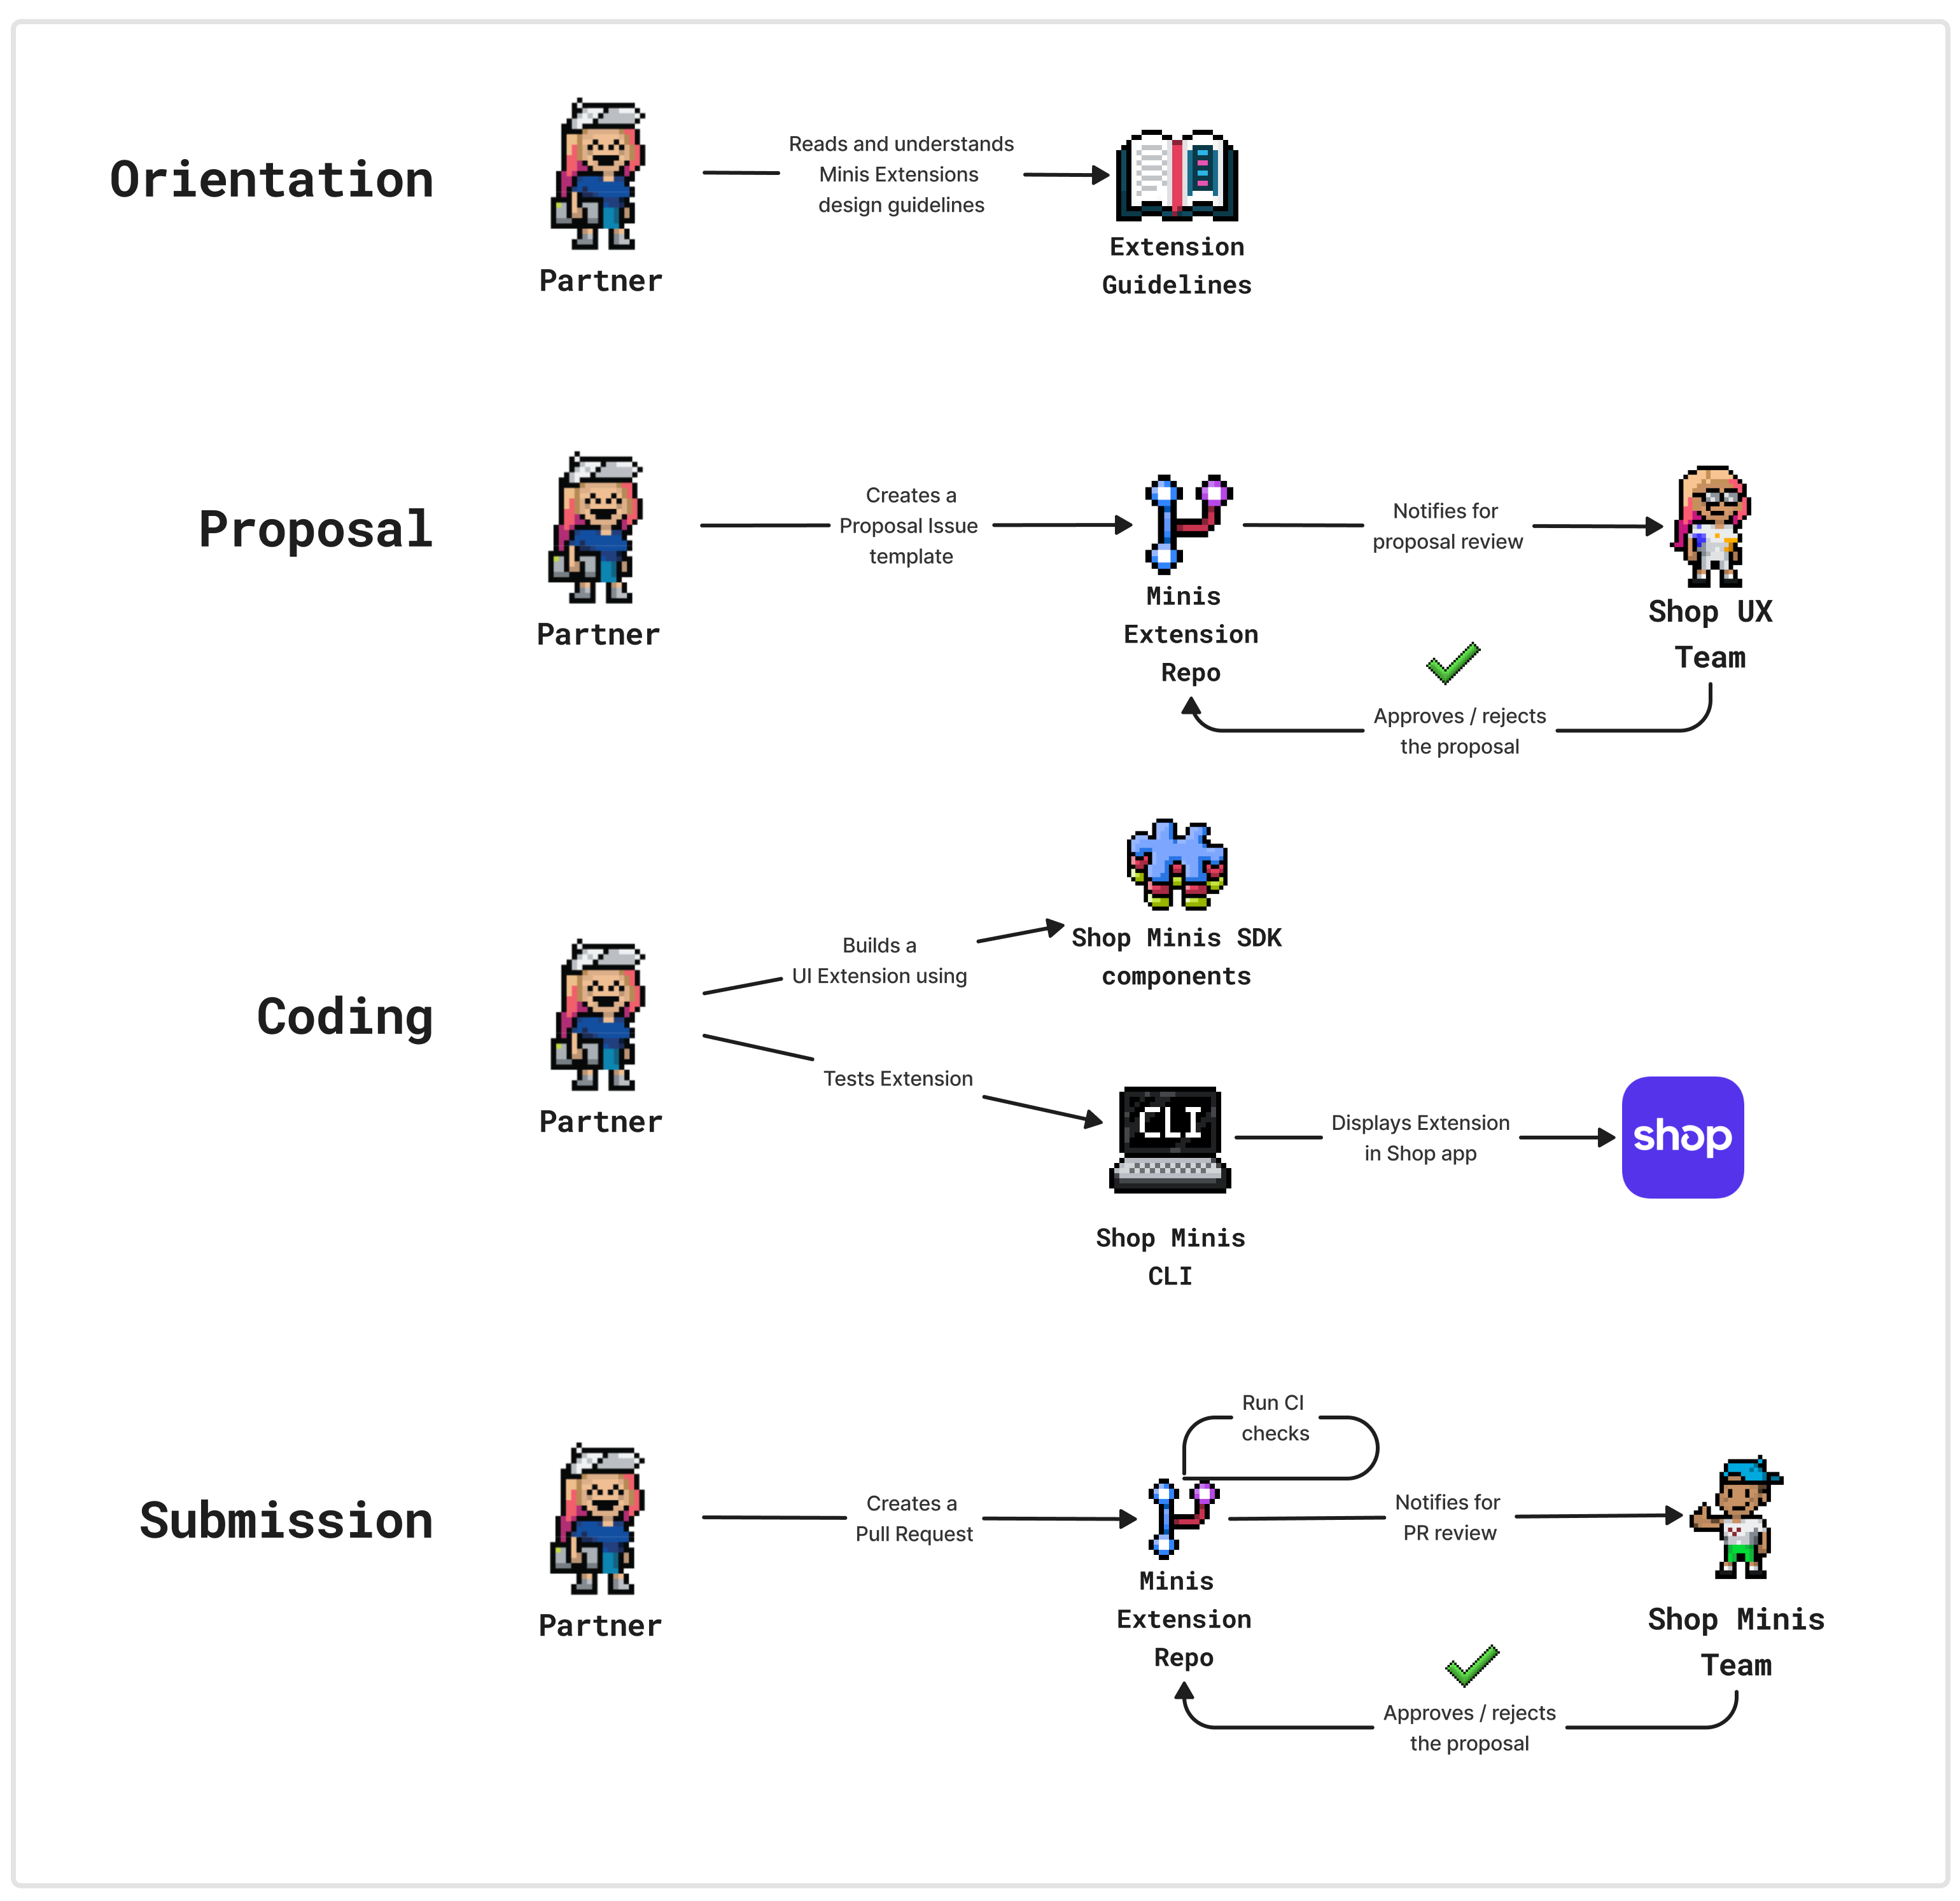 Orientation
Partner
Reads and understands
Minis Extensions
design guidelines
Extension
Guidelines
Proposal
Partner
Creates a
Proposal Issue
template
Minis
Extension
Repo
Notifies for
proposal review
Shop UX
Team
Approves / rejects
the proposal
Coding
Partner
Builds a
UI Extension using
Shop Minis SDK
components
Tests Extension
CLI
Shop Minis
CLI
Displays Extension
in Shop app
shop
Submission
Partner
Creates a
Pull Request
Run CI
checks
Minis
Extension
Repo
Notifies for
PR review
Shop Minis
Team
Approves / rejects
the proposal